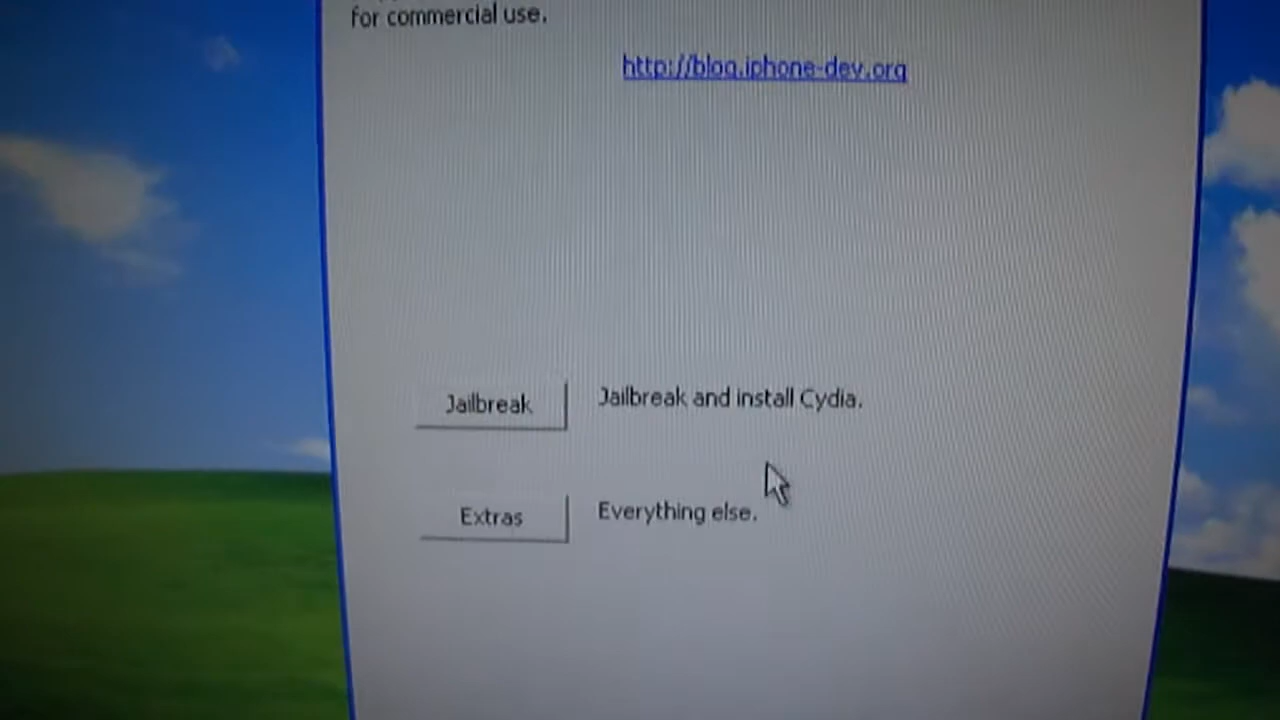 for commercial use.
http://blog.iphone-dev.org
Jailbreak
Jailbreak and install Cydia.
Extras
Everything else.